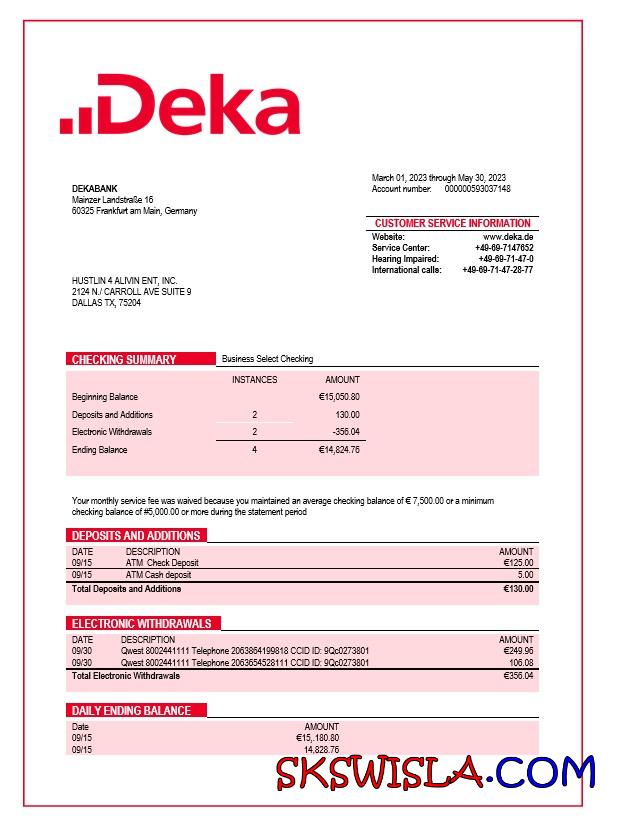 Deka
March 01, 2023 through May 30, 2023
DEKABANK Account number: 000000593037148
Mainzer Landstraße 16
60325 Frankfurt am Main, Germany
CUSTOMER SERVICE INFORMATION
Website: www.deka.de
Service Center: +49-69-7147652
Hearing Impaired: +49-69-71-47-0
International calls: +49-69-71-47-28-77
HUSTLIN 4 ALIVIN ENT, INC.
2124 N./ CARROLL AVE SUITE 9
DALLAS TX, 75204
CHECKING SUMMARY Business Select Checking
INSTANCES AMOUNT
Beginning Balance €15,050.80
Deposits and Additions 2 130.00
Electronic Withdrawals 2 -356.04
Ending Balance 4 €14,824.76
Your monthly service fee was waived because you maintained an average checking balance of € 7,500.00 or a minimum
checking balance of #5,000.00 or more during the statement period
DEPOSITS AND ADDITIONS
DATE DESCRIPTION AMOUNT
09/15 ATM Check Deposit €125.00
09/15 ATM Cash deposit 5.00
Total Deposits and Additions €130.00
ELECTRONIC WITHDRAWALS
DATE DESCRIPTION AMOUNT
09/30 Qwest 8002441111 Telephone 2063864199818 CCID ID: 9Qc0273801 €249.96
09/30 Qwest 8002441111 Telephone 2063654528111 CCID ID: 9Qc0273801 106.08
Total Electronic Withdrawals €356.04
DAILY ENDING BALANCE
Date AMOUNT
09/15 €15,.180.80
09/15 14,828.76
SKSWISLA.COM